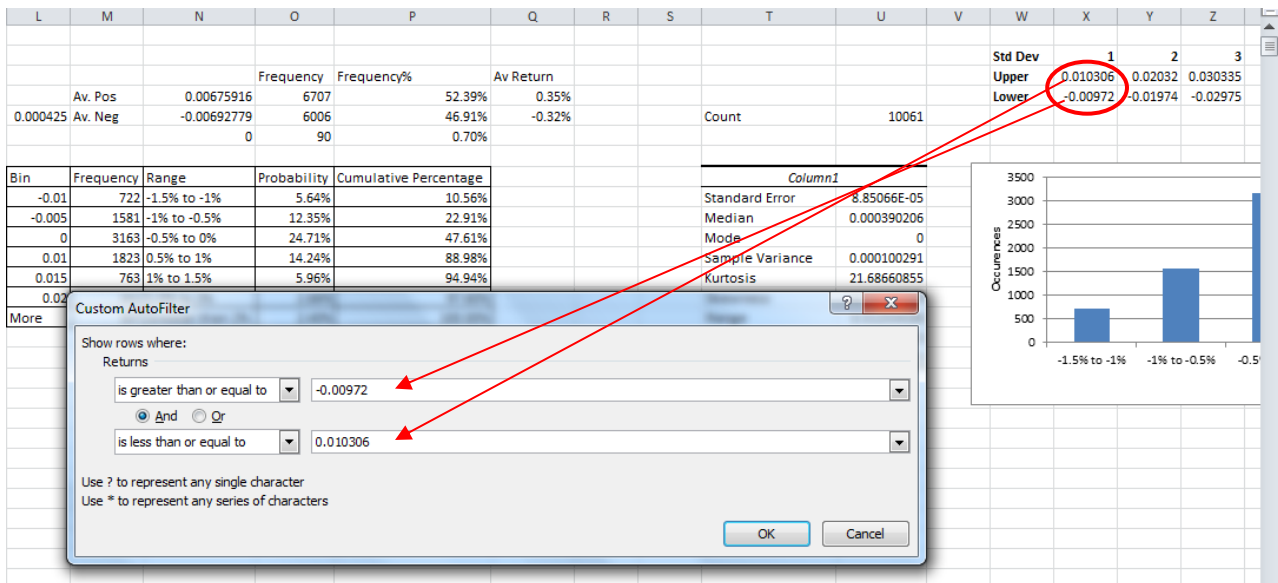 L M N O P Q R S T U V W X Y Z
Std Dev 1 2 3
Frequency Frequency% Av Return Upper 0.010306 0.02032 0.030335
Av. Pos 0.00675916 6707 52.39% 0.35% Lower -0.00972 -0.01974 -0.02975
0.000425 Av. Neg -0.00692779 6006 46.91% -0.32% Count 10061
0 90 0.70%
Bin Frequency Range Probability Cumulative Percentage
-0.01 722 -1.5% to -1% 5.64% 10.56%
-0.005 1581 -1% to -0.5% 12.35% 22.91%
0 3163 -0.5% to 0% 24.71% 47.61%
0.01 1823 0.5% to 1% 14.24% 88.98%
0.015 763 1% to 1.5% 5.96% 94.94%
0.02
More
Column1
Standard Error 8.85066E-05
Median 0.000390206
Mode 0
Sample Variance 0.000100291
Kurtosis 21.68660855
Occurences
3500
3000
2500
2000
1500
1000
500
0
-1.5% to -1% -1% to -0.5% -0.5
Custom AutoFilter
Show rows where:
Returns
is greater than or equal to -0.00972
And Or
is less than or equal to 0.010306
Use ? to represent any single character
Use * to represent any series of characters
OK Cancel